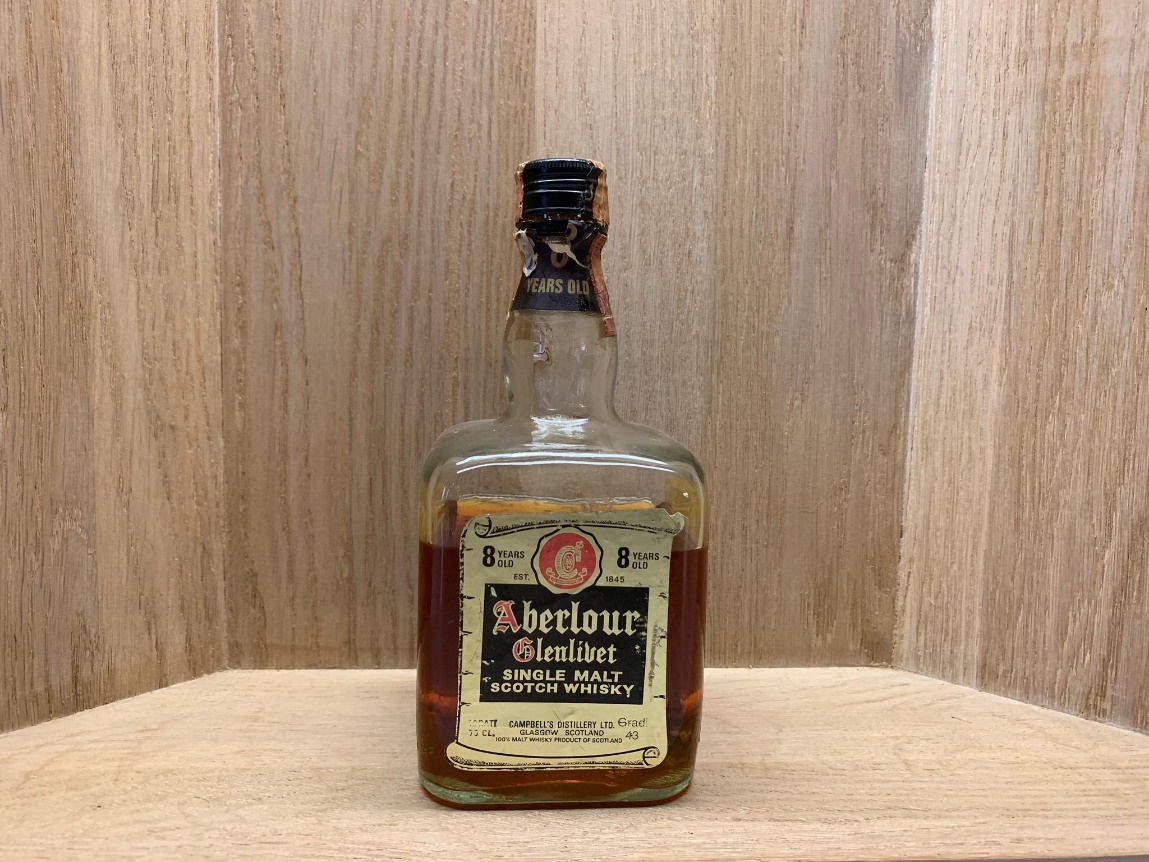 YEARS OLD
8 YEARS OLD
8 YEARS OLD
EST. 1845
Aberlour
Glenlivet
SINGLE MALT
SCOTCH WHISKY
CAMPBELL'S DISTILLERY LTD.
GLASGOW SCOTLAND
100% MALT WHISKY PRODUCT OF SCOTLAND
75 CL.
Gradi
43